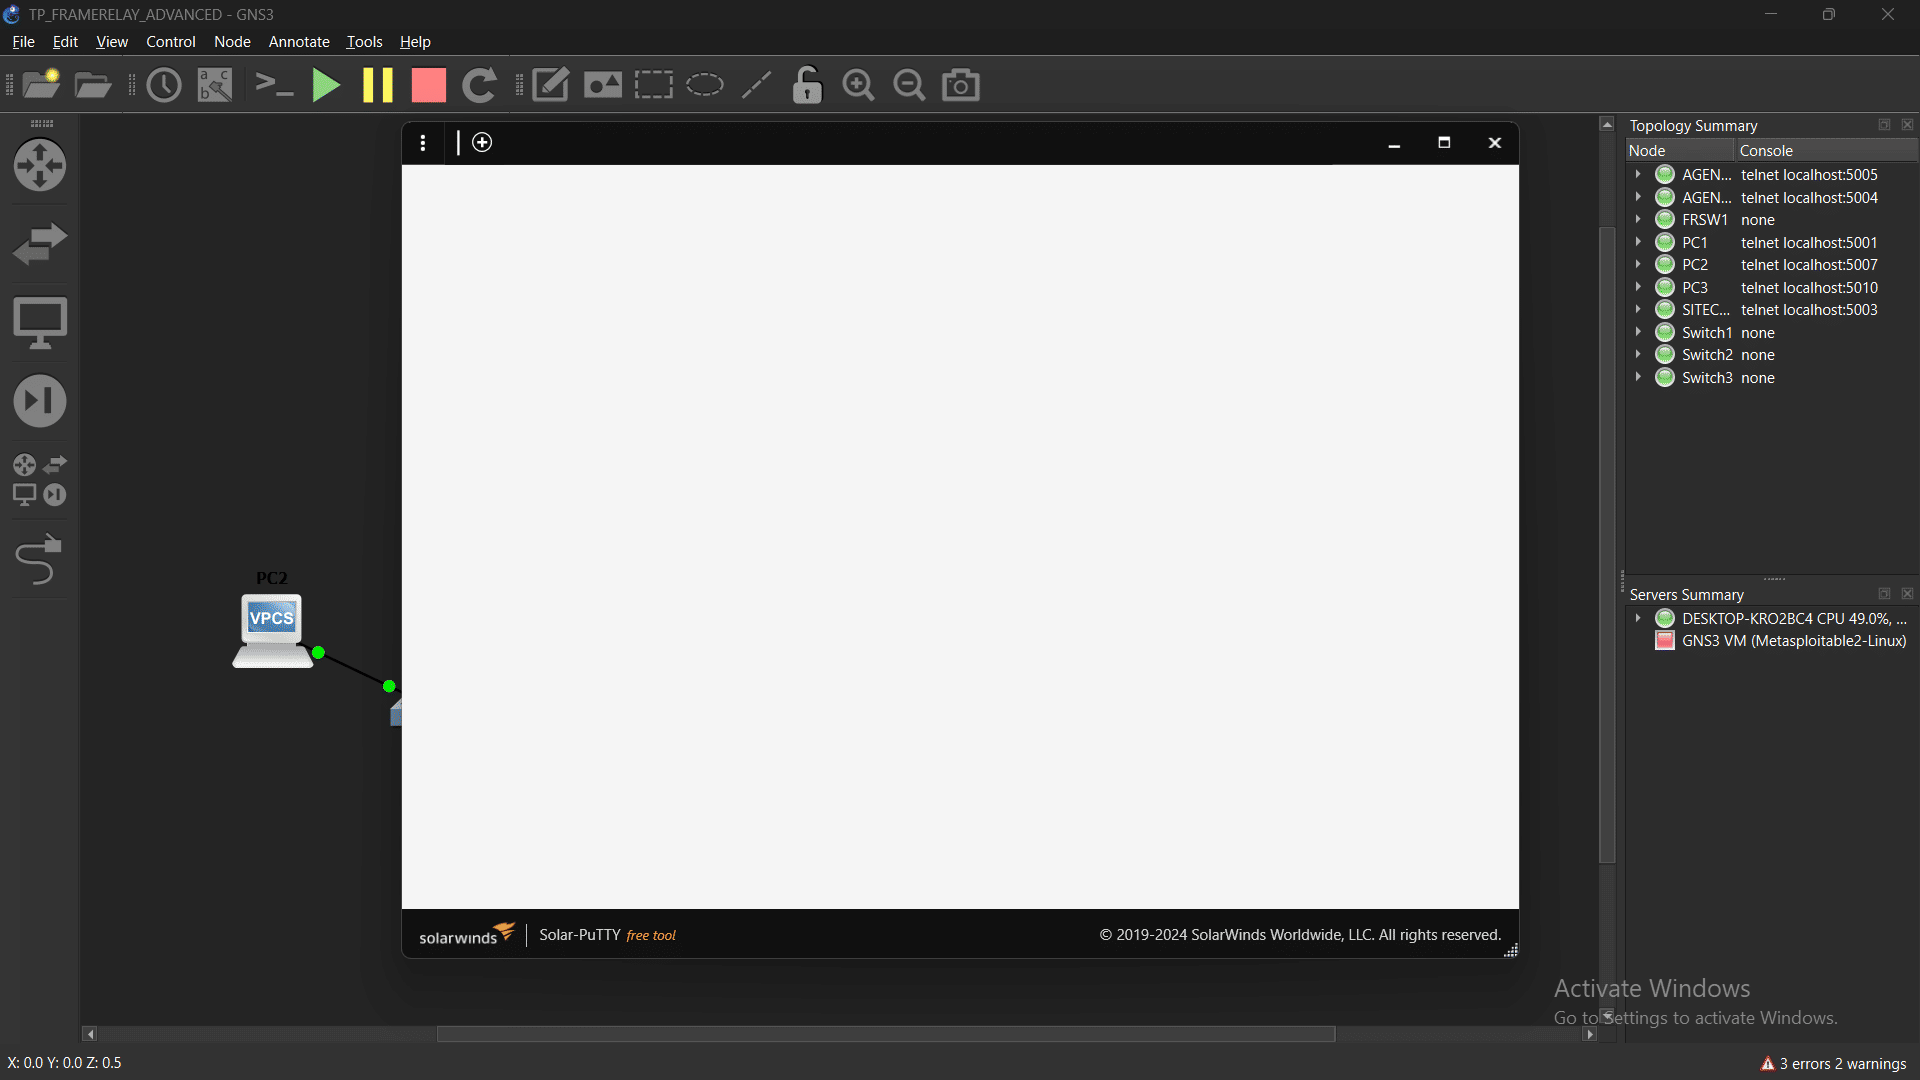 TP_FRAMERELAY_ADVANCED - GNS3
File Edit View Control Node Annotate Tools Help
Topology Summary
Node Console
AGEN... telnet localhost:5005
AGEN... telnet localhost:5004
FRSW1 none
PC1 telnet localhost:5001
PC2 telnet localhost:5007
PC3 telnet localhost:5010
SITEC... telnet localhost:5003
Switch1 none
Switch2 none
Switch3 none
PC2
VPCS
Servers Summary
DESKTOP-KRO2BC4 CPU 49.0%, ...
GNS3 VM (Metasploitable2-Linux)
solarwinds Solar-PuTTY free tool
© 2019-2024 SolarWinds Worldwide, LLC. All rights reserved.
Activate Windows
Go to Settings to activate Windows.
X: 0.0 Y: 0.0 Z: 0.5
3 errors 2 warnings